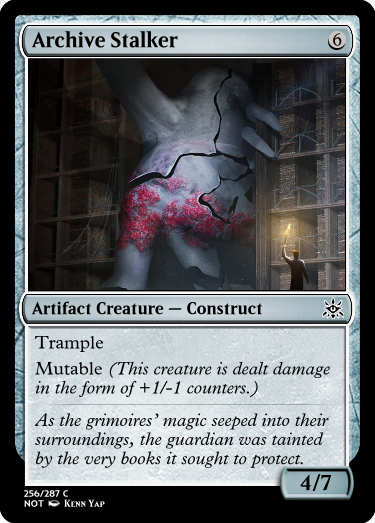 Archive Stalker 6
Artifact Creature — Construct
Trample
Mutable (This creature is dealt damage
in the form of +1/-1 counters.)
As the grimoires' magic seeped into their
surroundings, the guardian was tainted
by the very books it sought to protect.
4/7
256/287 C
NOT Kenn Yap